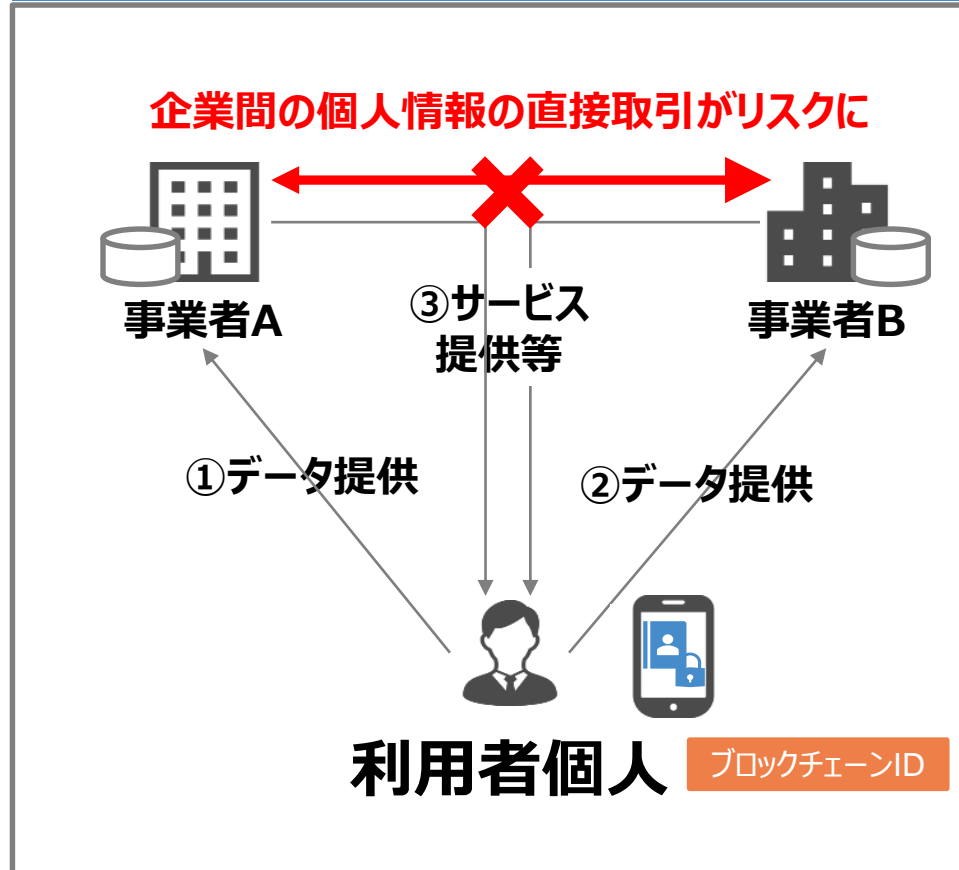 企業間の個人情報の直接取引がリスクに
事業者A
③サービス
提供等
事業者B
①データ提供
②データ提供
利用者個人
ブロックチェーンID